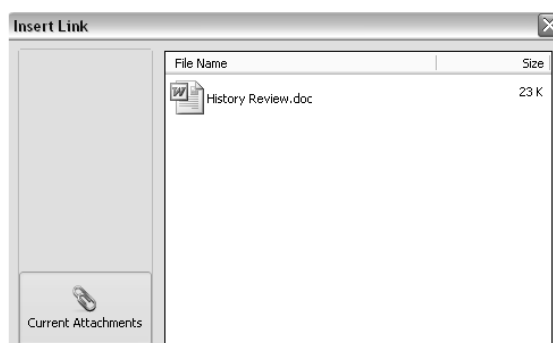 Insert Link
File Name Size
History Review.doc 23 K
Current Attachments